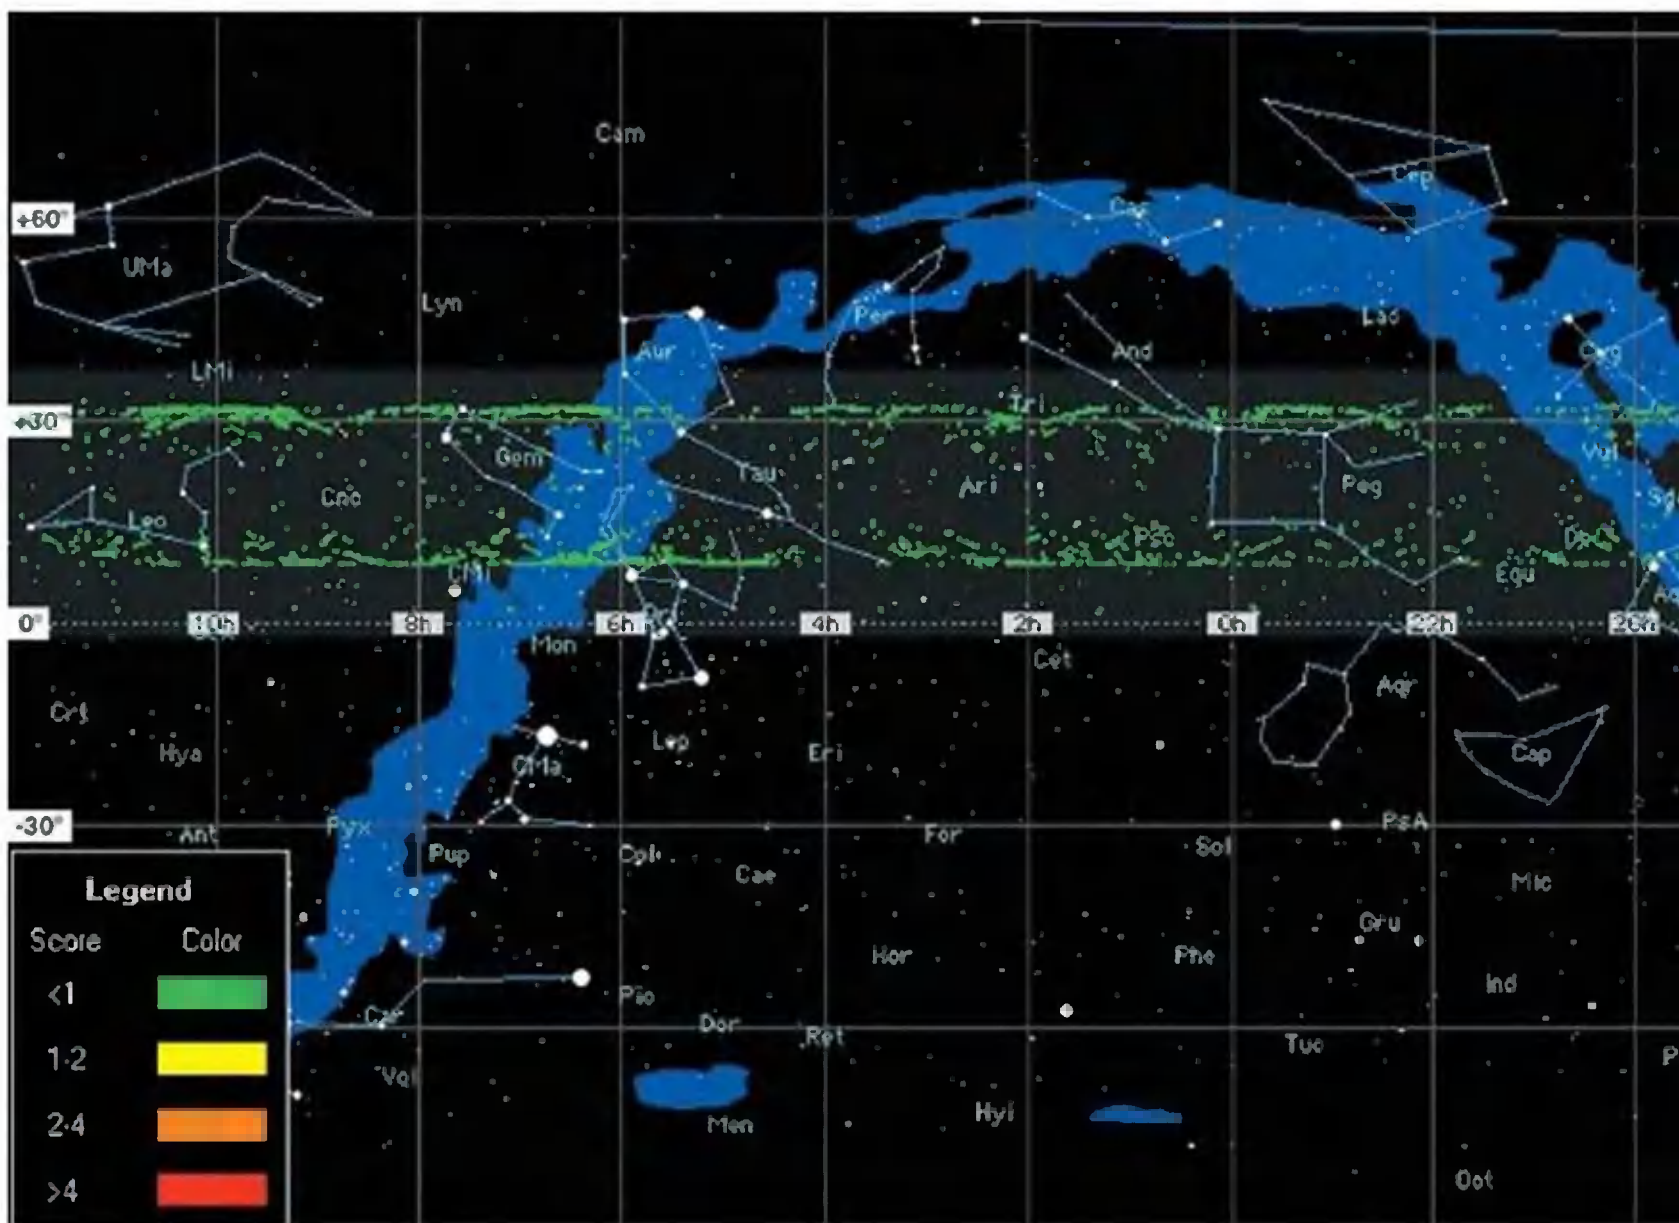 Cam
Cep
+60°
Cas
UMa
Lyn
Per
Lac
Aur
And
Cyg
LMi
+30°
Tri
Vul
Gem
Tau
Cnc
Ari
Peg
Leo
Psc
CMi
Equ
0°
10h
8h
6h
4h
2h
0h
22h
20h
Ori
Mon
Cet
Aqr
Crt
Hya
Lep
Eri
CMa
Cap
-30°
Ant
Pyx
For
PsA
Pup
Col
Scl
Cae
Mic
Gru
Hor
Phe
Ind
Pic
Car
Dor
Ret
Tuc
Vol
Men
Hyi
Oct
Legend
Score Color
<1
1-2
2-4
>4